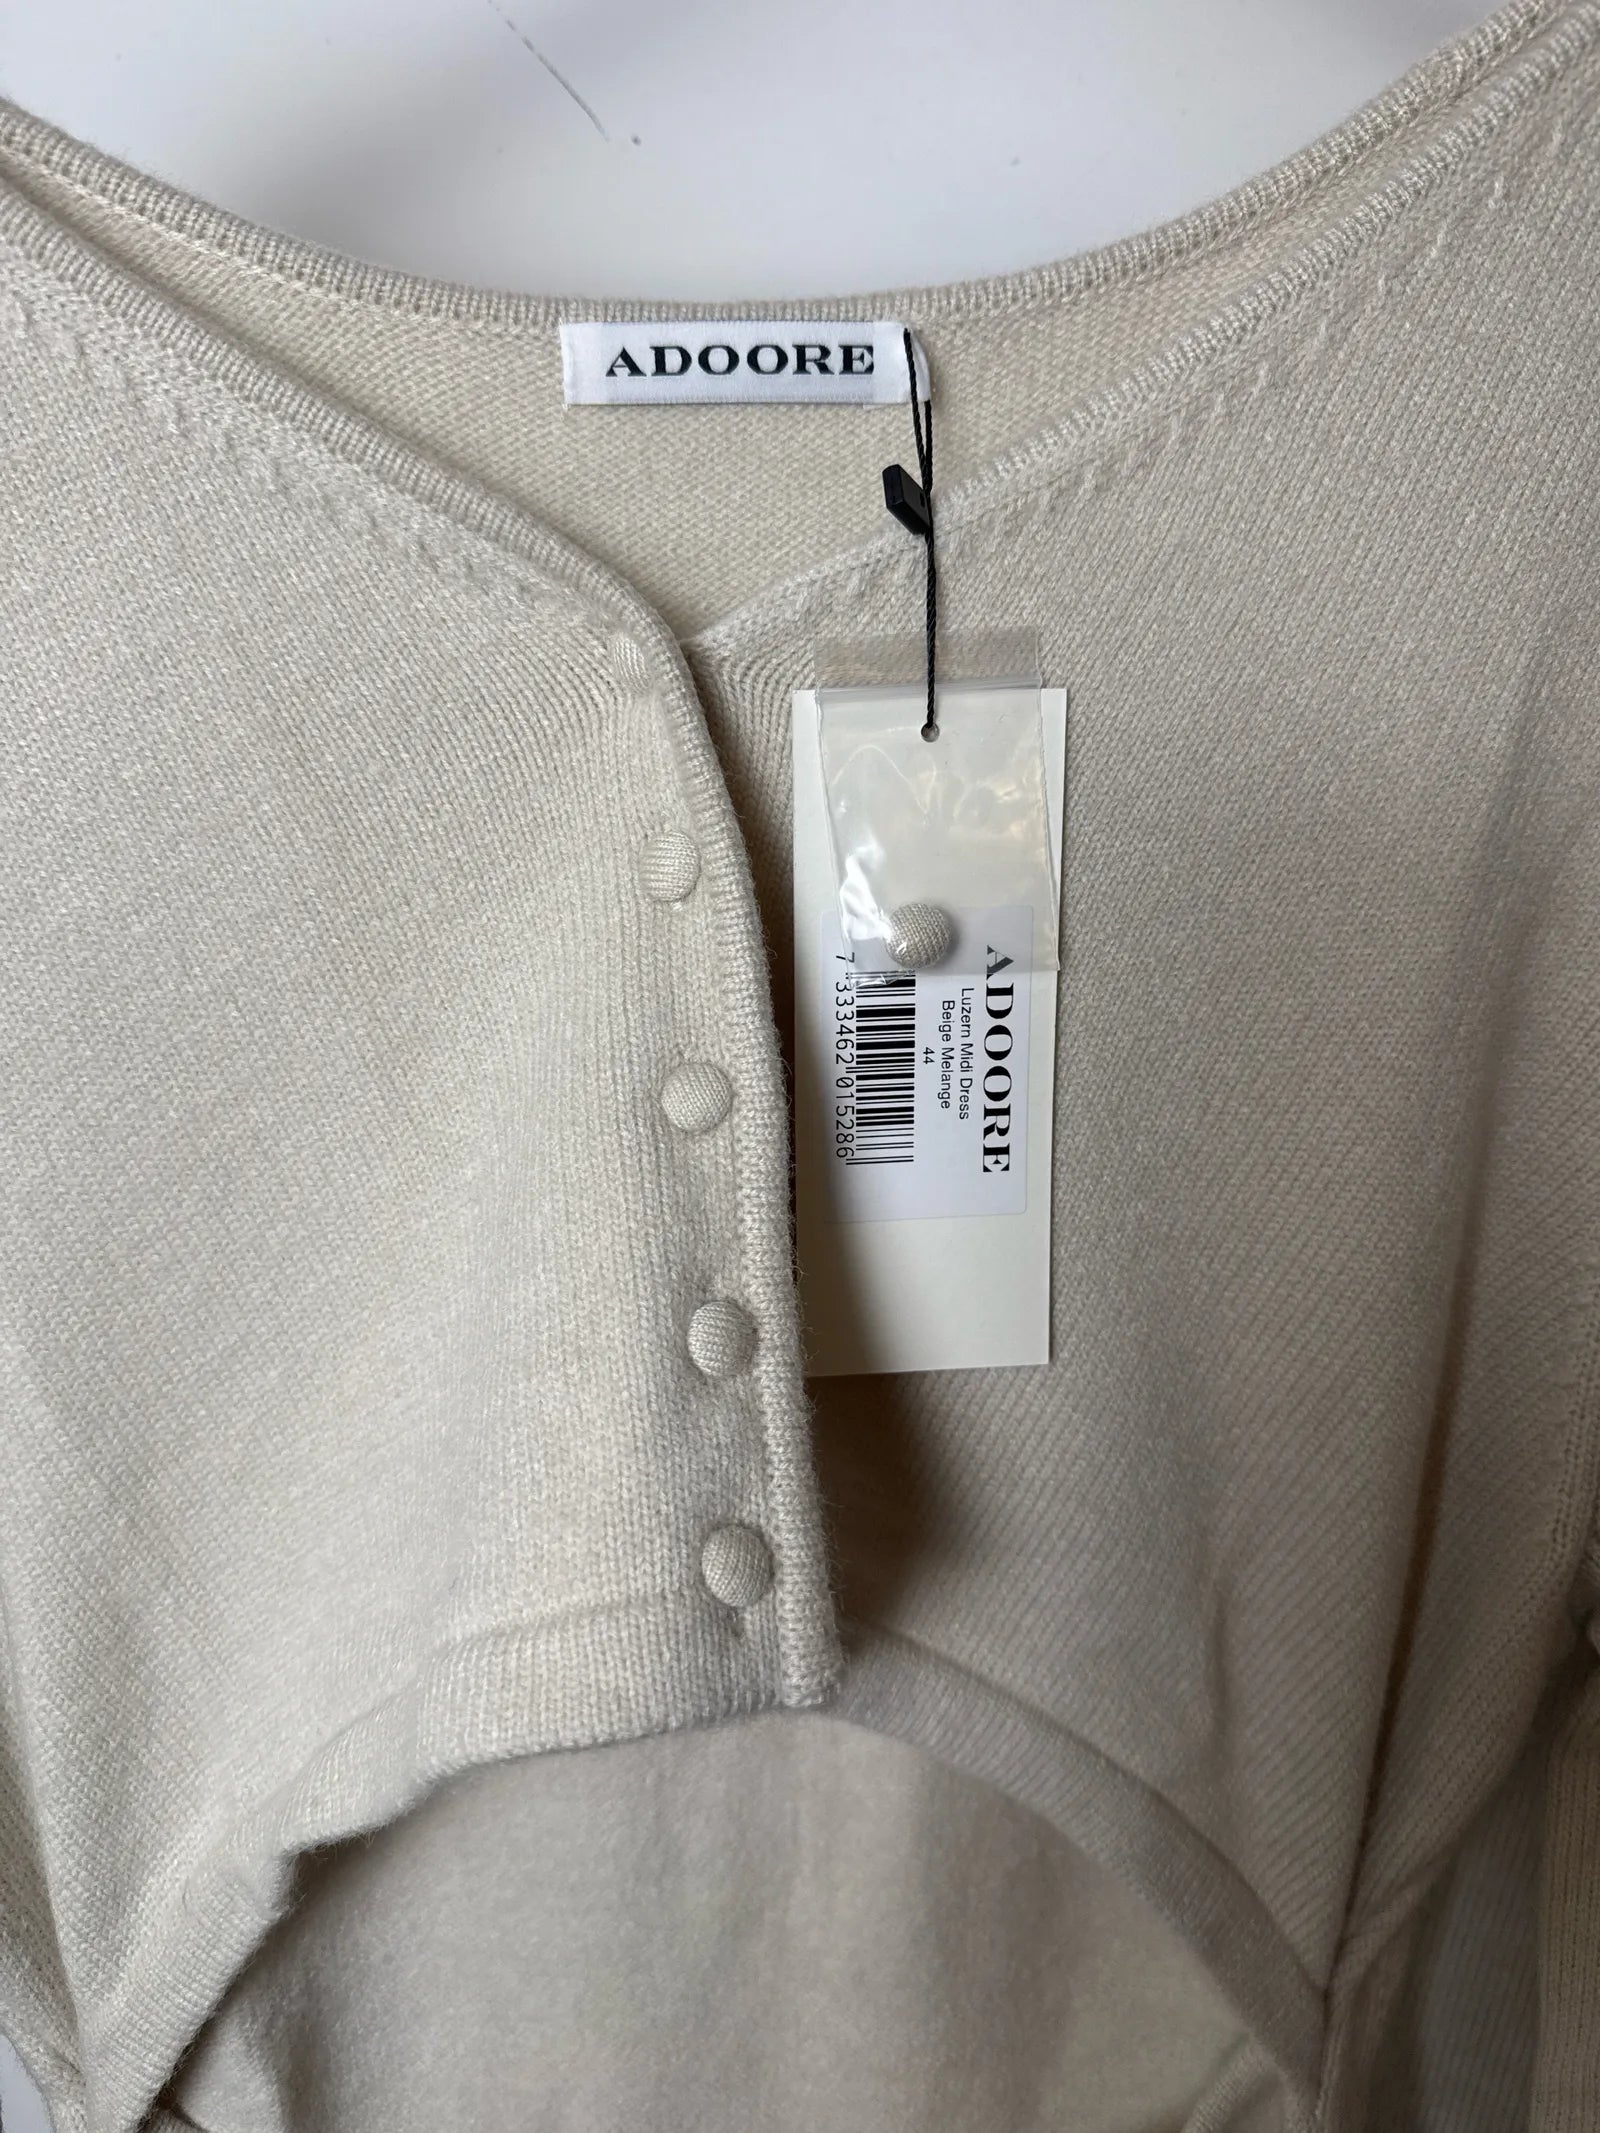 ADOORE
ADOORE
Luzern Midi Dress
Beige Melange
44
7 333462 015286